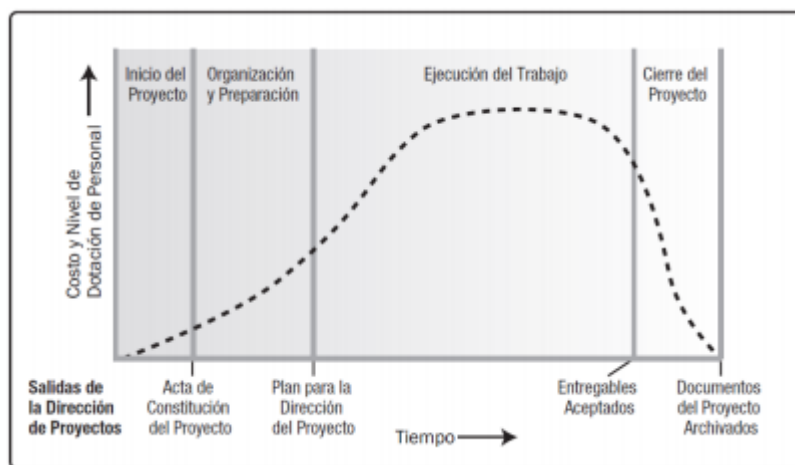 Inicio del
Proyecto
Organización
y Preparación
Ejecución del Trabajo
Cierre del
Proyecto
Costo y Nivel de
Dotación de Personal
Salidas de
la Dirección
de Proyectos
Acta de
Constitución
del Proyecto
Plan para la
Dirección
del Proyecto
Tiempo
Entregables
Aceptados
Documentos
del Proyecto
Archivados